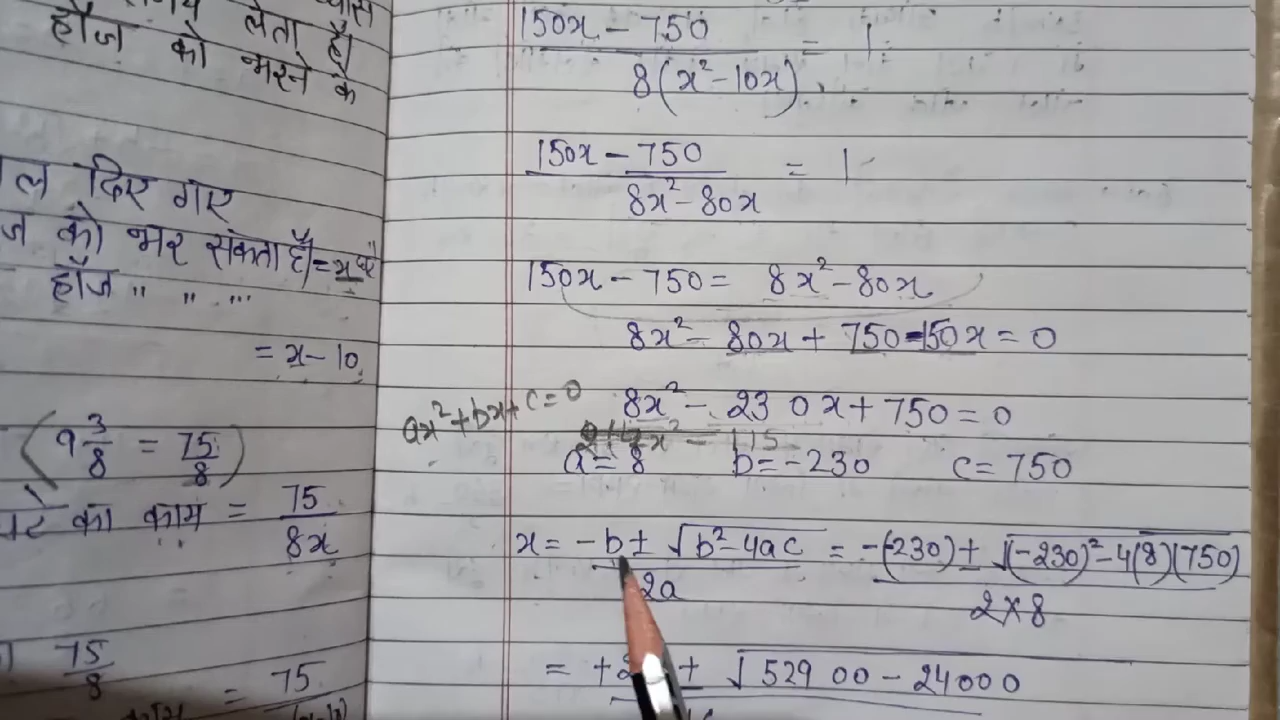 लेता है।
हौज को भरने के
ल दिए गए
ज को भर सकता है। = x घंटे
हौज " " "
= x - 10
(9 3/8 = 75/8)
का काम = 75/8x
75/8
= 75
150x - 750 / 8(x² - 10x) = 1
150x - 750 / 8x² - 80x = 1
150x - 750 = 8x² - 80x
8x² - 80x + 750 - 150x = 0
ax² + bx + c = 0
8x² - 230x + 750 = 0
a = 8 b = -230 c = 750
x = -b ± √b² - 4ac / 2a = -(-230) ± √(-230)² - 4(8)(750) / 2×8
= ± √52900 - 24000